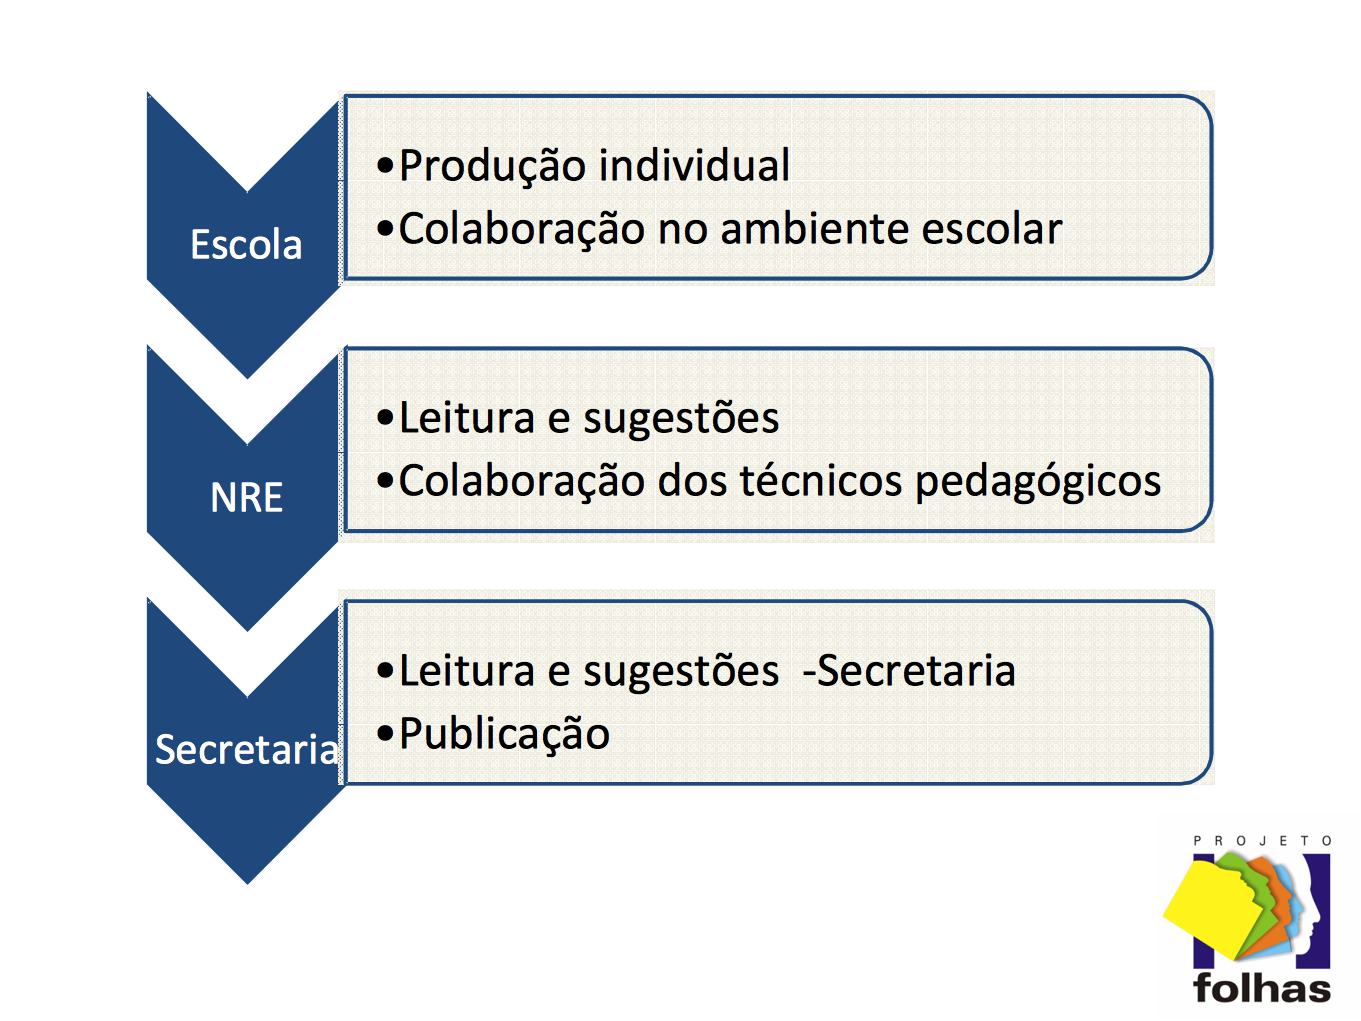 Escola
•Produção individual
•Colaboração no ambiente escolar
NRE
•Leitura e sugestões
•Colaboração dos técnicos pedagógicos
Secretaria
•Leitura e sugestões -Secretaria
•Publicação
PROJETO
folhas